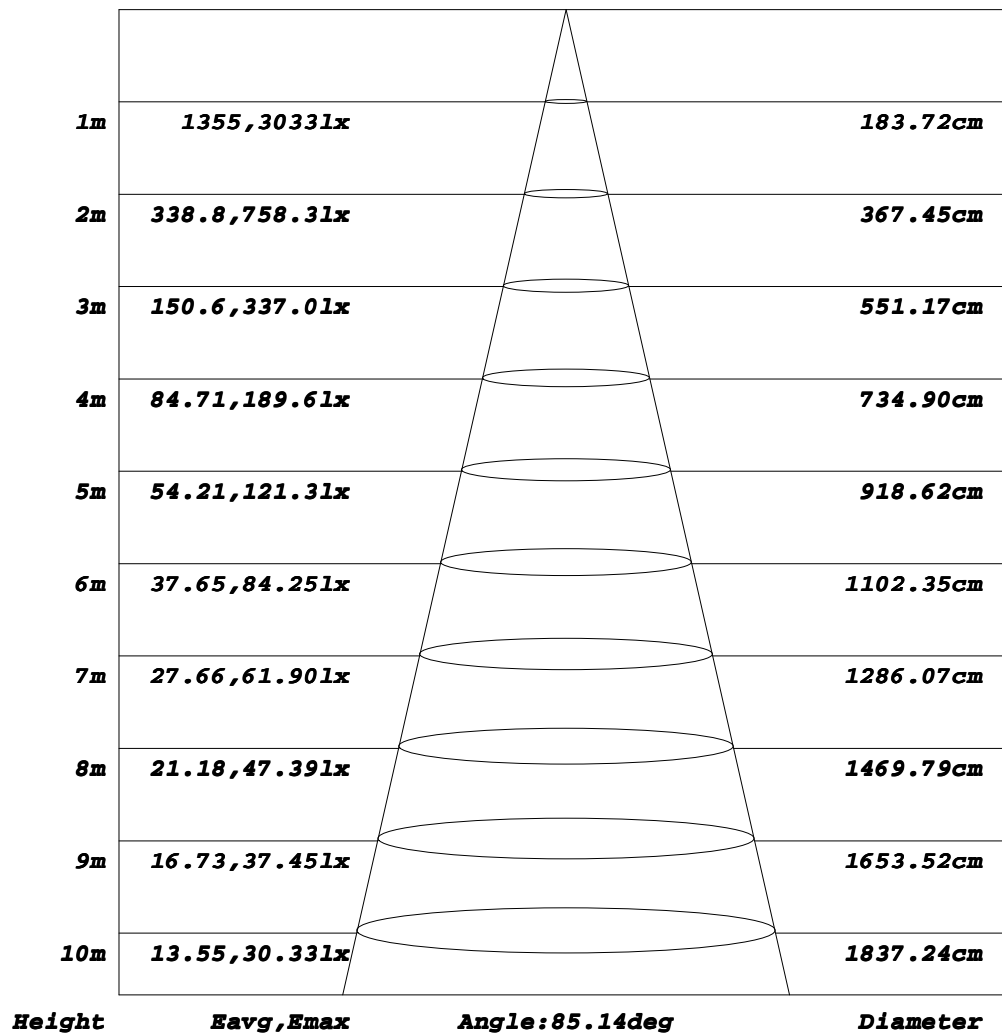 1m 1355,3033lx 183.72cm
2m 338.8,758.3lx 367.45cm
3m 150.6,337.0lx 551.17cm
4m 84.71,189.6lx 734.90cm
5m 54.21,121.3lx 918.62cm
6m 37.65,84.25lx 1102.35cm
7m 27.66,61.90lx 1286.07cm
8m 21.18,47.39lx 1469.79cm
9m 16.73,37.45lx 1653.52cm
10m 13.55,30.33lx 1837.24cm
Height Eavg,Emax Angle:85.14deg Diameter